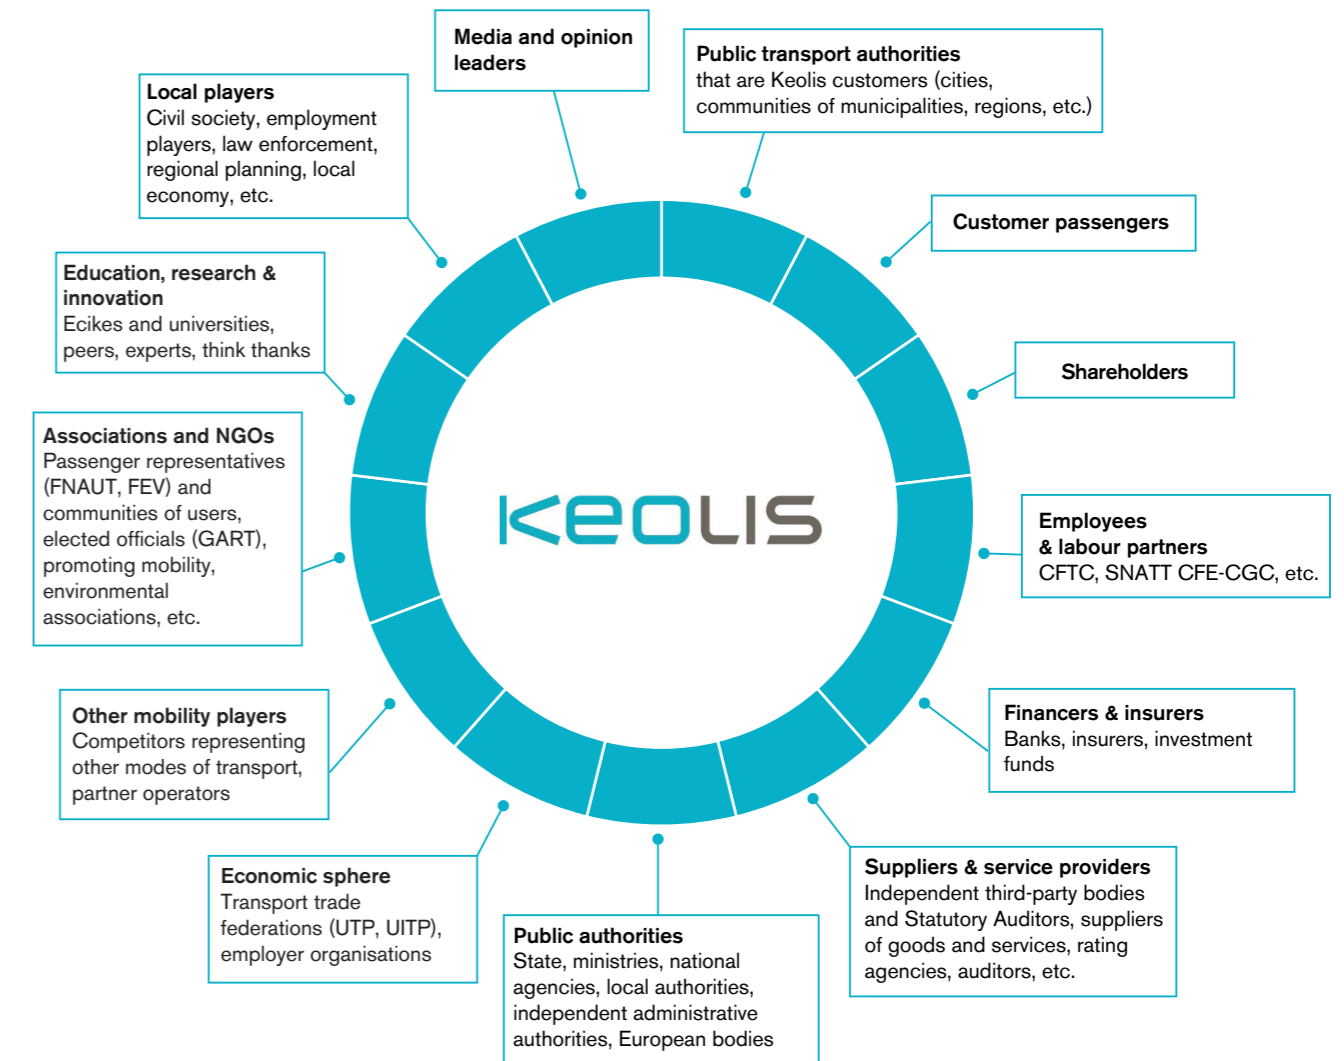 Media and opinion
leaders
Public transport authorities
that are Keolis customers (cities,
communities of municipalities, regions, etc.)
Local players
Civil society, employment
players, law enforcement,
regional planning, local
economy, etc.
Customer passengers
Education, research &
innovation
Ecikes and universities,
peers, experts, think thanks
Shareholders
Associations and NGOs
Passenger representatives
(FNAUT, FEV) and
communities of users,
elected officials (GART),
promoting mobility,
environmental
associations, etc.
KEOLIS
Employees
& labour partners
CFTC, SNATT CFE-CGC, etc.
Other mobility players
Competitors representing
other modes of transport,
partner operators
Financers & insurers
Banks, insurers, investment
funds
Economic sphere
Transport trade
federations (UTP, UITP),
employer organisations
Public authorities
State, ministries, national
agencies, local authorities,
independent administrative
authorities, European bodies
Suppliers & service providers
Independent third-party bodies
and Statutory Auditors, suppliers
of goods and services, rating
agencies, auditors, etc.